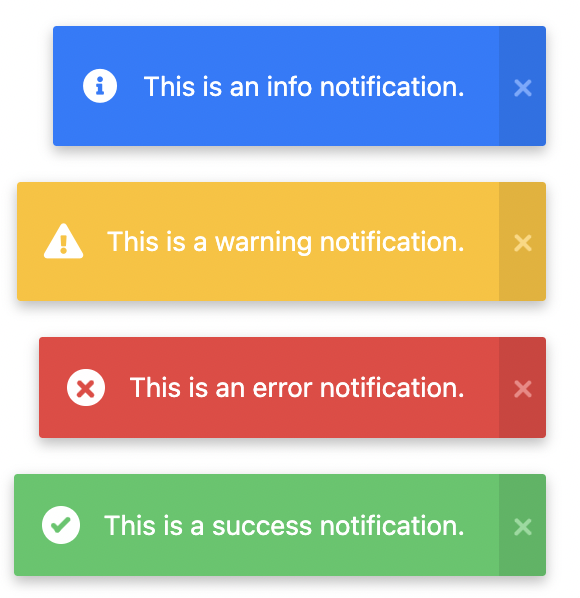 This is an info notification.
This is a warning notification.
This is an error notification.
This is a success notification.